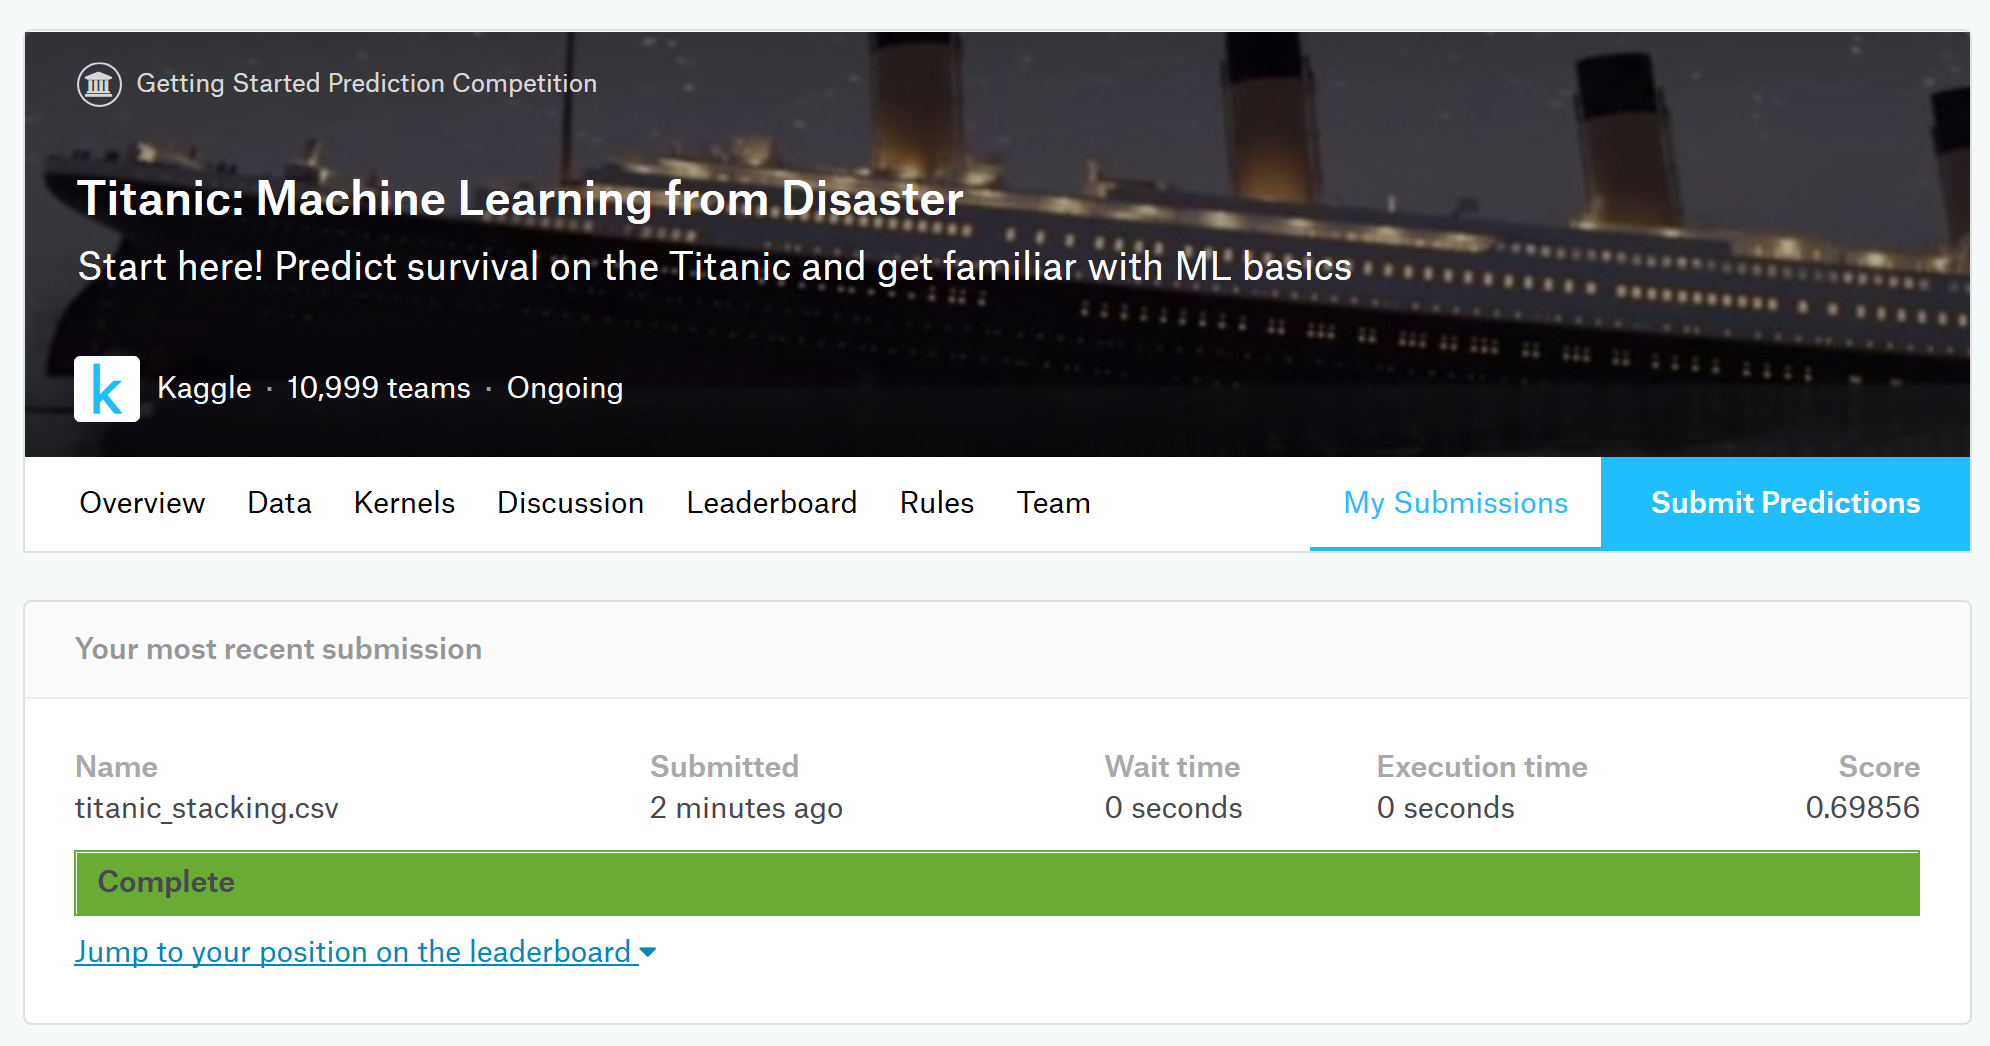 Getting Started Prediction Competition
Titanic: Machine Learning from Disaster
Start here! Predict survival on the Titanic and get familiar with ML basics
k Kaggle · 10,999 teams · Ongoing
Overview Data Kernels Discussion Leaderboard Rules Team My Submissions Submit Predictions
Your most recent submission
Name Submitted Wait time Execution time Score
titanic_stacking.csv 2 minutes ago 0 seconds 0 seconds 0.69856
Complete
Jump to your position on the leaderboard